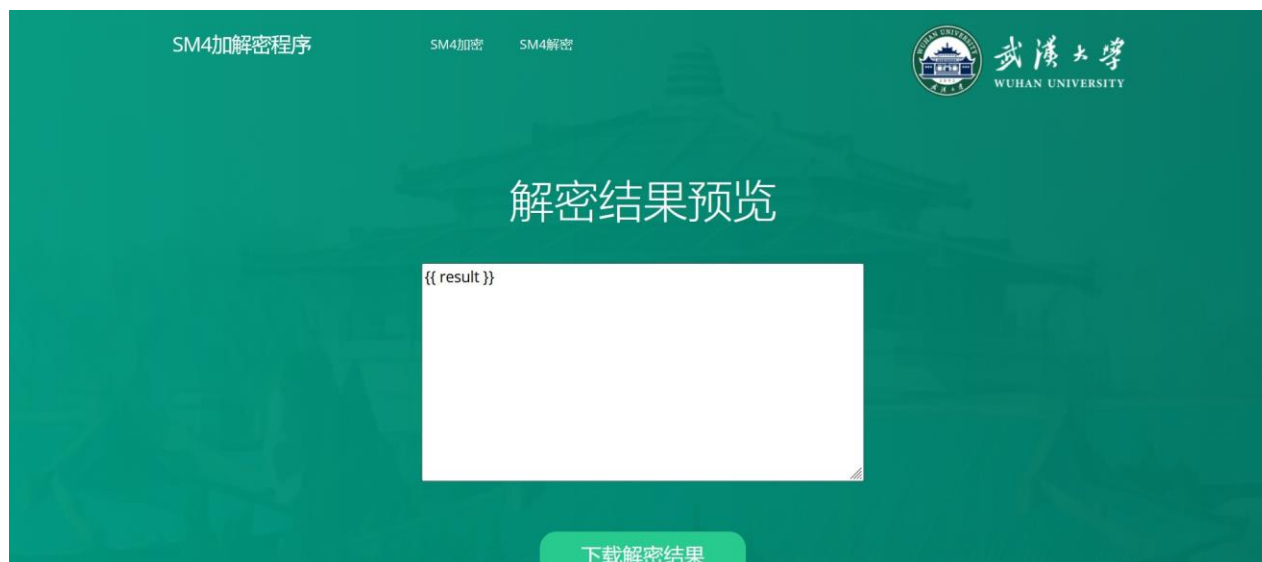 SM4加解密程序
SM4加密
SM4解密
武漢大學
WUHAN UNIVERSITY
解密结果预览
{{ result }}
下载解密结果